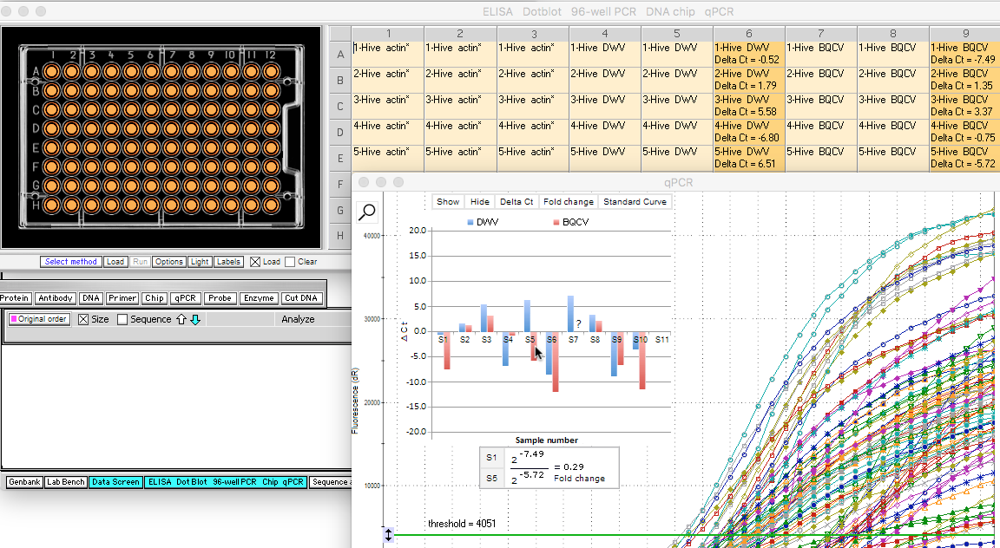 ELISA Dotblot 96-well PCR DNA chip qPCR
1 2 3 4 5 6 7 8 9 10 11 12
A
B
C
D
E
F
G
H
1 2 3 4 5 6 7 8 9
A 1-Hive actin* 1-Hive actin* 1-Hive actin* 1-Hive DWV 1-Hive DWV 1-Hive DWV 1-Hive BQCV 1-Hive BQCV 1-Hive BQCV
Delta Ct = -0.52 Delta Ct = -7.49
B 2-Hive actin* 2-Hive actin* 2-Hive actin* 2-Hive DWV 2-Hive DWV 2-Hive DWV 2-Hive BQCV 2-Hive BQCV 2-Hive BQCV
Delta Ct = 1.79 Delta Ct = 1.35
C 3-Hive actin* 3-Hive actin* 3-Hive actin* 3-Hive DWV 3-Hive DWV 3-Hive DWV 3-Hive BQCV 3-Hive BQCV 3-Hive BQCV
Delta Ct = 5.58 Delta Ct = 3.37
D 4-Hive actin* 4-Hive actin* 4-Hive actin* 4-Hive DWV 4-Hive DWV 4-Hive DWV 4-Hive BQCV 4-Hive BQCV 4-Hive BQCV
Delta Ct = -6.80 Delta Ct = -0.75
E 5-Hive actin* 5-Hive actin* 5-Hive actin* 5-Hive DWV 5-Hive DWV 5-Hive DWV 5-Hive BQCV 5-Hive BQCV 5-Hive BQCV
Delta Ct = 6.51 Delta Ct = -5.72
F
G
H
Select method Load Run Options Light Labels Load Clear
Protein Antibody DNA Primer Chip qPCR Probe Enzyme Cut DNA
Original order Size Sequence Analyze
Genbank Lab Bench Data Screen ELISA Dot Blot 96-well PCR Chip qPCR Sequence a
qPCR
Show Hide Delta Ct Fold change Standard Curve
DWV BQCV
20.0
15.0
10.0
5.0
0.0
-5.0
-10.0
-15.0
-20.0
Δ Ct
?
S1 S2 S3 S4 S5 S6 S7 S8 S9 S10 S11
Sample number
S1 2 -7.49
= 0.29
S5 2 -5.72 Fold change
40000
30000
20000
10000
Fluorescence (dR)
threshold = 4051